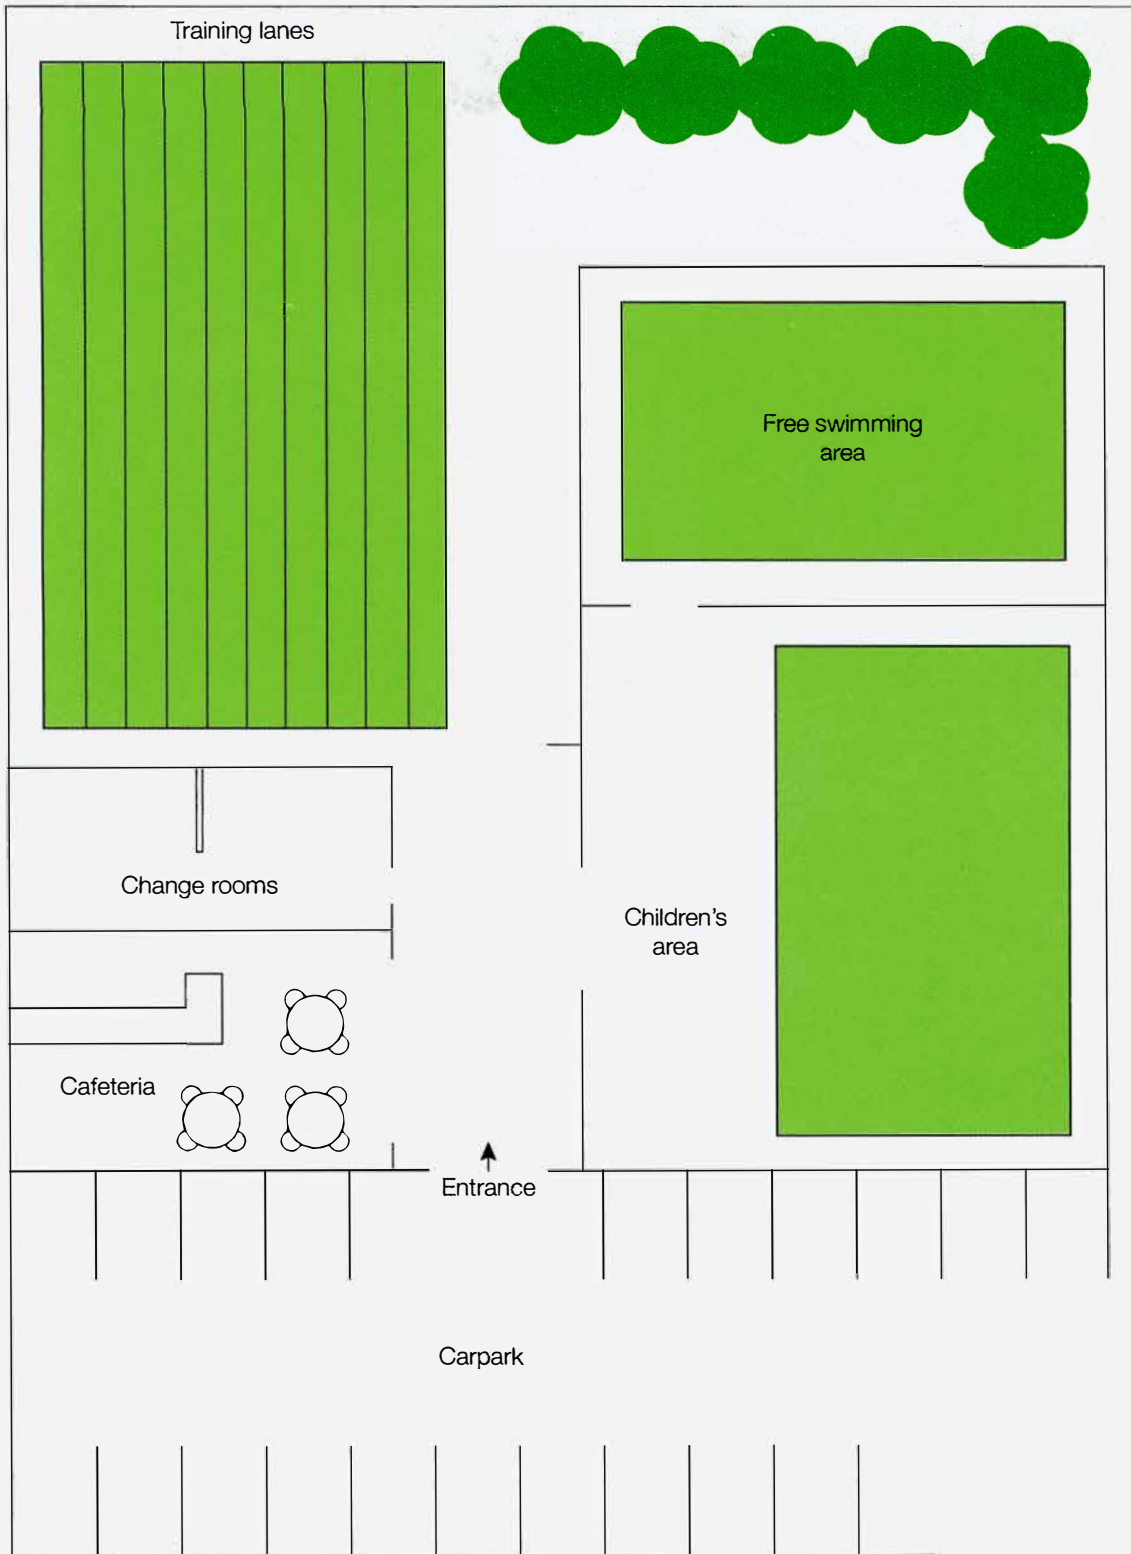 Training lanes
Free swimming
area
Change rooms
Children's
area
Cafeteria
Entrance
Carpark